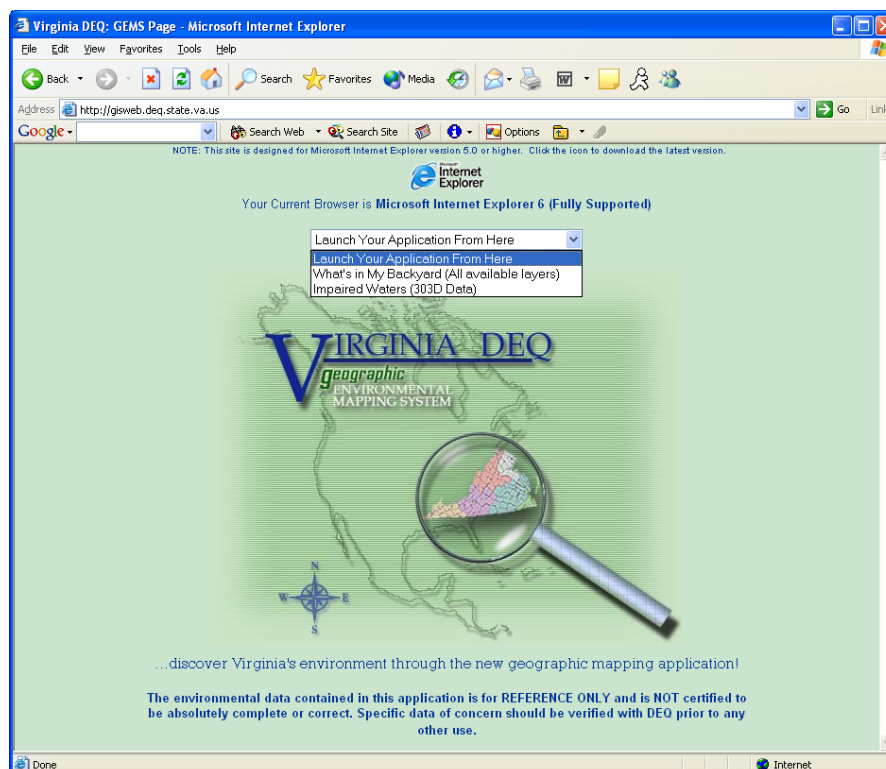 Virginia DEQ: GEMS Page - Microsoft Internet Explorer
File Edit View Favorites Tools Help
Back Search Favorites Media
Address http://gisweb.deq.state.va.us Go Link
Google Search Web Search Site Options
NOTE: This site is designed for Microsoft Internet Explorer version 5.0 or higher. Click the icon to download the latest version.
Microsoft
Internet
Explorer
Your Current Browser is Microsoft Internet Explorer 6 (Fully Supported)
Launch Your Application From Here
Launch Your Application From Here
What's in My Backyard (All available layers)
Impaired Waters (303D Data)
VIRGINIA DEQ
geographic
ENVIRONMENTAL
MAPPING SYSTEM
N
W E
S
...discover Virginia's environment through the new geographic mapping application!
The environmental data contained in this application is for REFERENCE ONLY and is NOT certified to
be absolutely complete or correct. Specific data of concern should be verified with DEQ prior to any
other use.
Done Internet